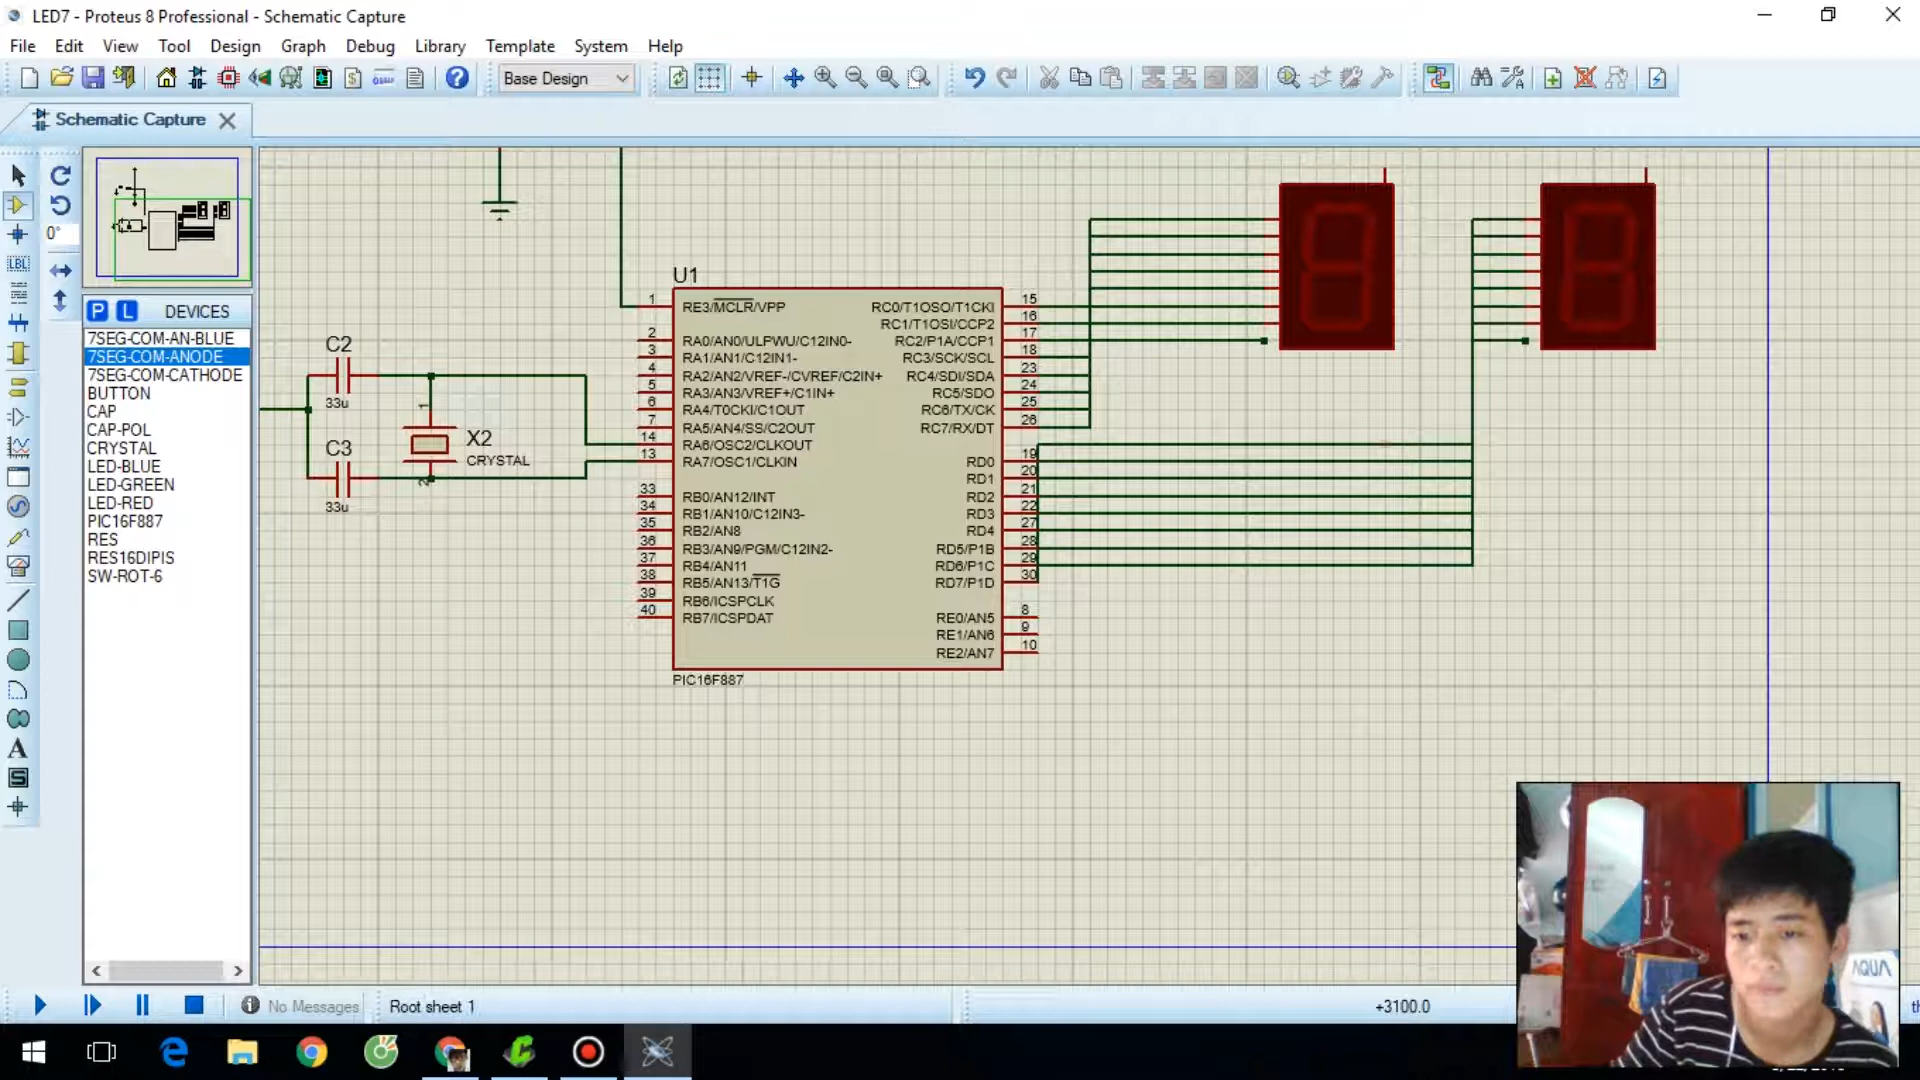 LED7 - Proteus 8 Professional - Schematic Capture
File Edit View Tool Design Graph Debug Library Template System Help
Base Design
Schematic Capture
0°
P L DEVICES
7SEG-COM-AN-BLUE
7SEG-COM-ANODE
7SEG-COM-CATHODE
BUTTON
CAP
CAP-POL
CRYSTAL
LED-BLUE
LED-GREEN
LED-RED
PIC16F887
RES
RES16DIPIS
SW-ROT-6
LBL
A
S
C2
33u
C3
33u
1
2
X2
CRYSTAL
U1
1 RE3/MCLR/VPP
2 RA0/AN0/ULPWU/C12IN0-
3 RA1/AN1/C12IN1-
4 RA2/AN2/VREF-/CVREF/C2IN+
5 RA3/AN3/VREF+/C1IN+
6 RA4/T0CKI/C1OUT
7 RA5/AN4/SS/C2OUT
14 RA6/OSC2/CLKOUT
13 RA7/OSC1/CLKIN
33 RB0/AN12/INT
34 RB1/AN10/C12IN3-
35 RB2/AN8
36 RB3/AN9/PGM/C12IN2-
37 RB4/AN11
38 RB5/AN13/T1G
39 RB6/ICSPCLK
40 RB7/ICSPDAT
RC0/T1OSO/T1CKI 15
RC1/T1OSI/CCP2 16
RC2/P1A/CCP1 17
RC3/SCK/SCL 18
RC4/SDI/SDA 23
RC5/SDO 24
RC6/TX/CK 25
RC7/RX/DT 26
RD0 19
RD1 20
RD2 21
RD3 22
RD4 27
RD5/P1B 28
RD6/P1C 29
RD7/P1D 30
RE0/AN5 8
RE1/AN6 9
RE2/AN7 10
PIC16F887
AQUA
No Messages
Root sheet 1
+3100.0
th